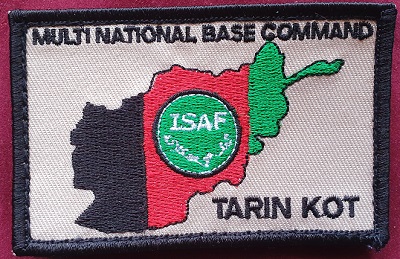 MULTI NATIONAL BASE COMMAND
ISAF
TARIN KOT